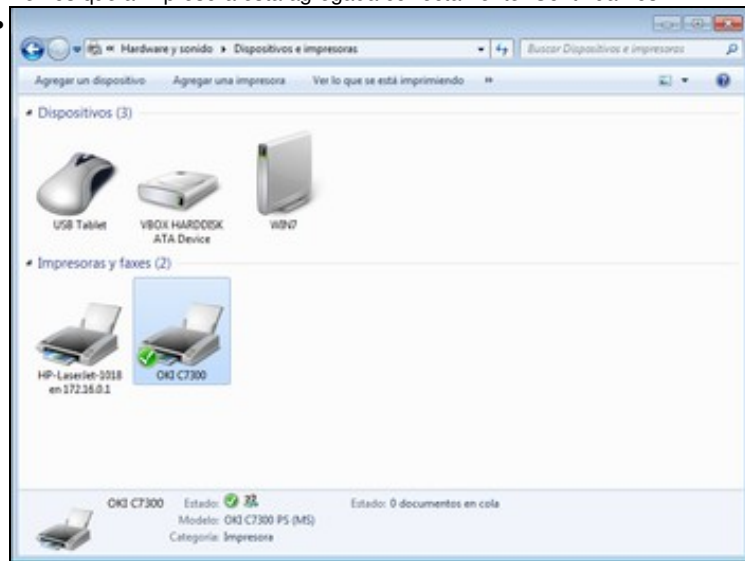 « Hardware y sonido ▸ Dispositivos e impresoras
Buscar Dispositivos e impresoras
Agregar un dispositivo Agregar una impresora Ver lo que se está imprimiendo »
Dispositivos (3)
USB Tablet VBOX HARDDISK WIN7
ATA Device
Impresoras y faxes (2)
HP-LaserJet-1018 OKI C7300
en 172.16.0.1
OKI C7300 Estado: Estado: 0 documentos en cola
Modelo: OKI C7300 PS (MS)
Categoría: Impresora